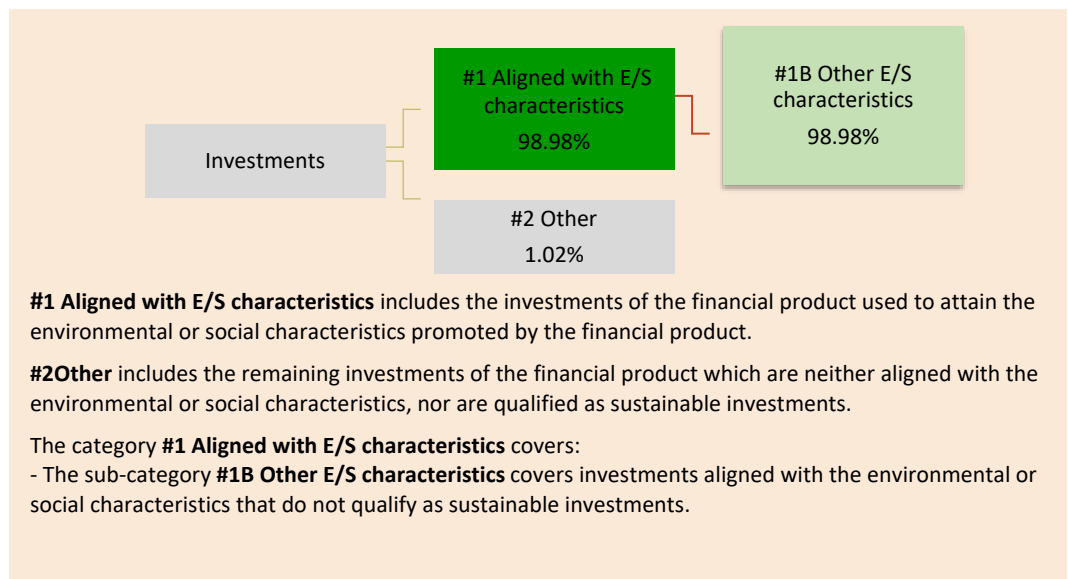 #1 Aligned with E/S
characteristics
98.98%
#1B Other E/S
characteristics
98.98%
Investments
#2 Other
1.02%
#1 Aligned with E/S characteristics includes the investments of the financial product used to attain the
environmental or social characteristics promoted by the financial product.
#2Other includes the remaining investments of the financial product which are neither aligned with the
environmental or social characteristics, nor are qualified as sustainable investments.
The category #1 Aligned with E/S characteristics covers:
- The sub-category #1B Other E/S characteristics covers investments aligned with the environmental or
social characteristics that do not qualify as sustainable investments.